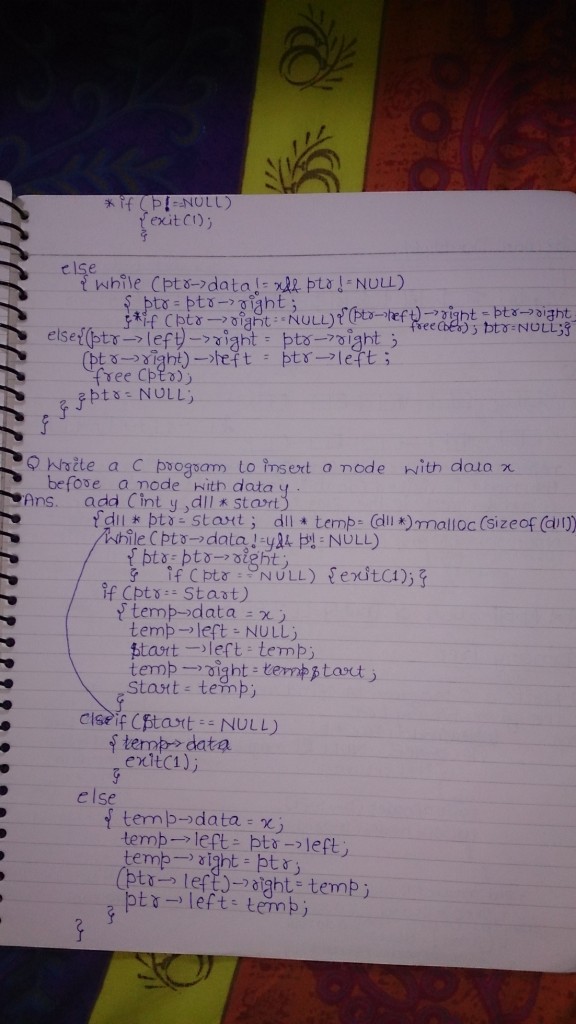 * if (p!=NULL)
{ exit(1);
}
else
{ while (ptr->data != x && ptr != NULL)
{ ptr = ptr->right;
} * if (ptr->right == NULL) { (ptr->left)->right = ptr->right
free(ptr); ptr=NULL; }
else { (ptr->left)->right = ptr->right;
(ptr->right)->left = ptr->left;
free (ptr);
} } ptr = NULL;
}
Q Write a C program to insert a node with data x
before a node with data y.
Ans. add (int y, dll * start)
{ dll * ptr = start ; dll * temp = (dll *) malloc (sizeof (dll))
while (ptr->data != y && p != NULL)
{ ptr = ptr->right;
} if (ptr == NULL) { exit(1); }
if (ptr == Start)
{ temp->data = x;
temp->left = NULL;
start->left = temp;
temp->right = start;
Start = temp;
}
else if (Start == NULL)
{ temp->data
exit(1);
}
else
{ temp->data = x;
temp->left = ptr->left;
temp->right = ptr;
(ptr->left)->right = temp;
ptr->left = temp;
}
}